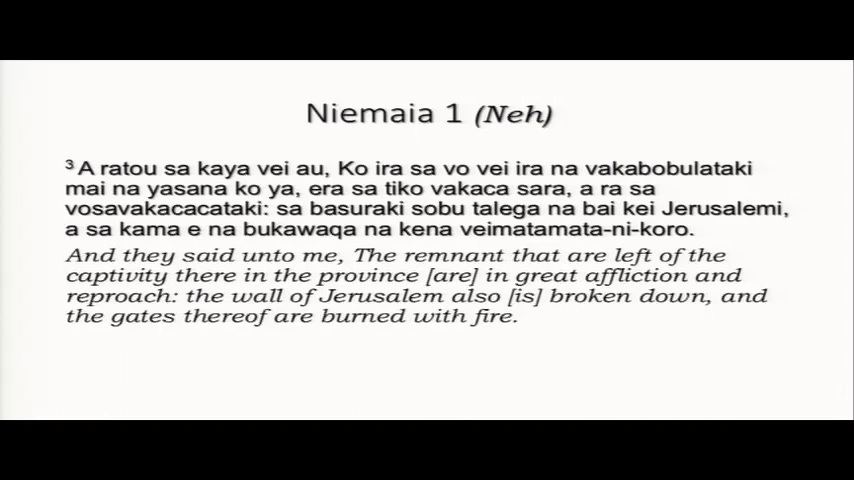 Niemaia 1 (Neh)
³ A ratou sa kaya vei au, Ko ira sa vo vei ira na vakabobulataki
mai na yasana ko ya, era sa tiko vakaca sara, a ra sa
vosavakacacataki: sa basuraki sobu talega na bai kei Jerusalemi,
a sa kama e na bukawaqa na kena veimatamata-ni-koro.
And they said unto me, The remnant that are left of the
captivity there in the province [are] in great affliction and
reproach: the wall of Jerusalem also [is] broken down, and
the gates thereof are burned with fire.